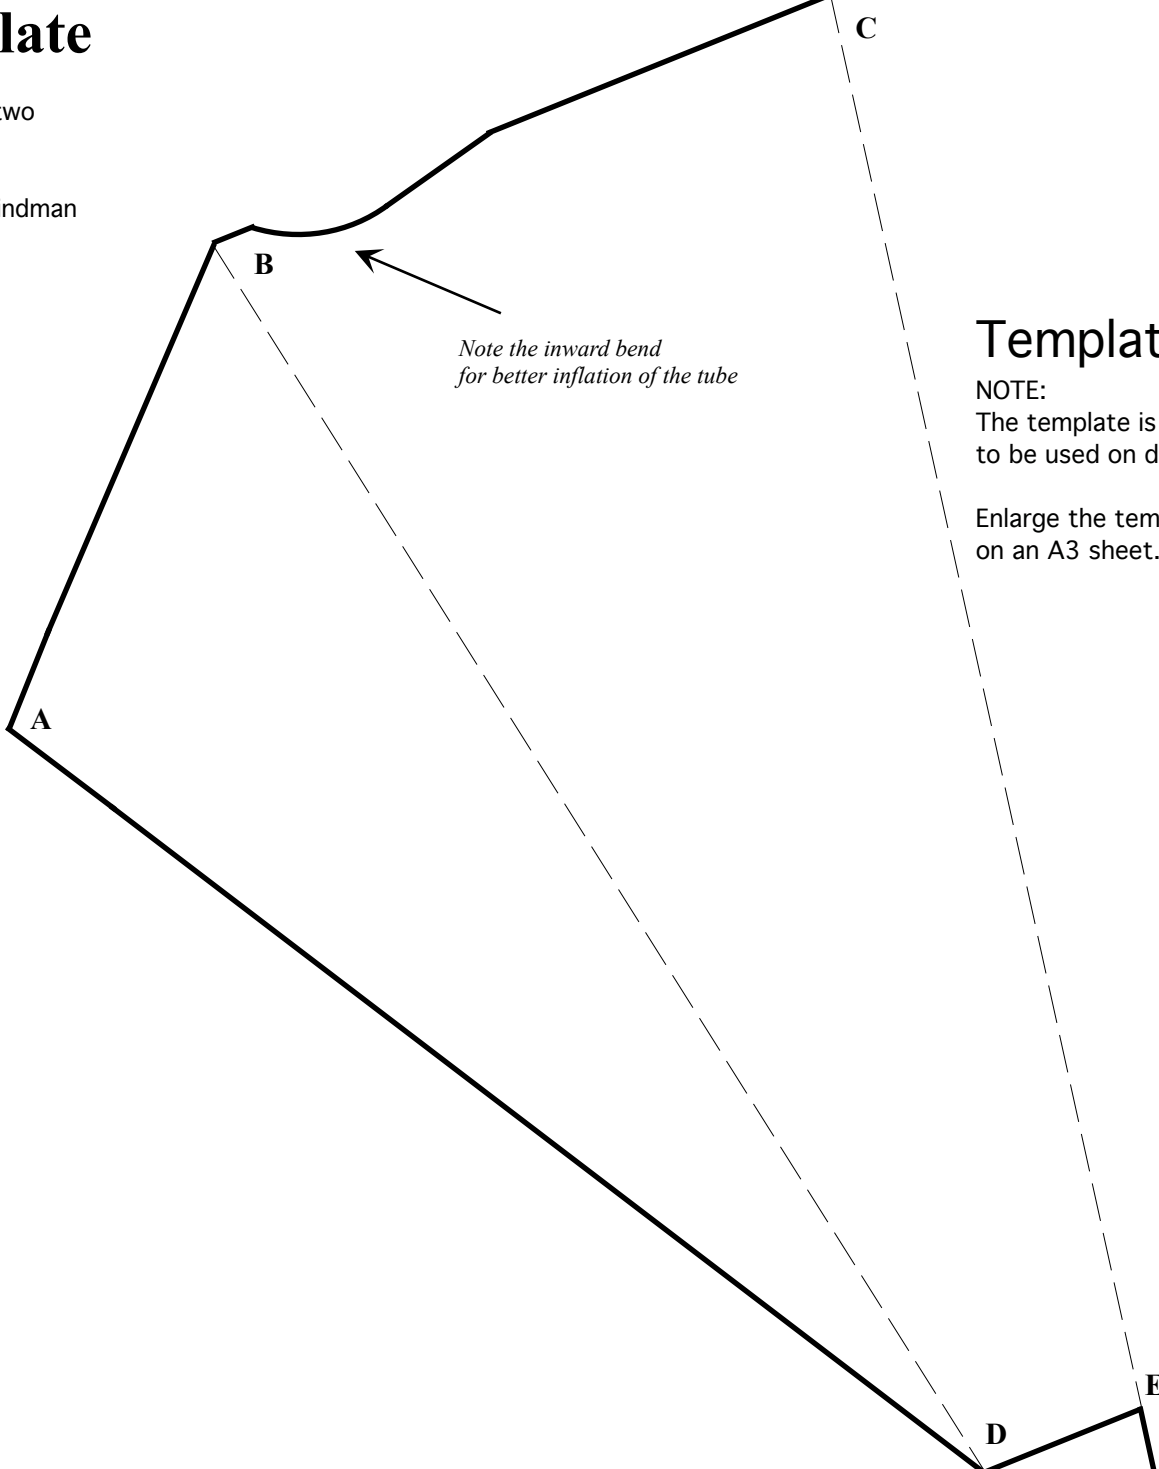 late
two
indman
C
B
Note the inward bend
for better inflation of the tube
Templat
NOTE:
The template is
to be used on d
Enlarge the tem
on an A3 sheet.
A
E
D